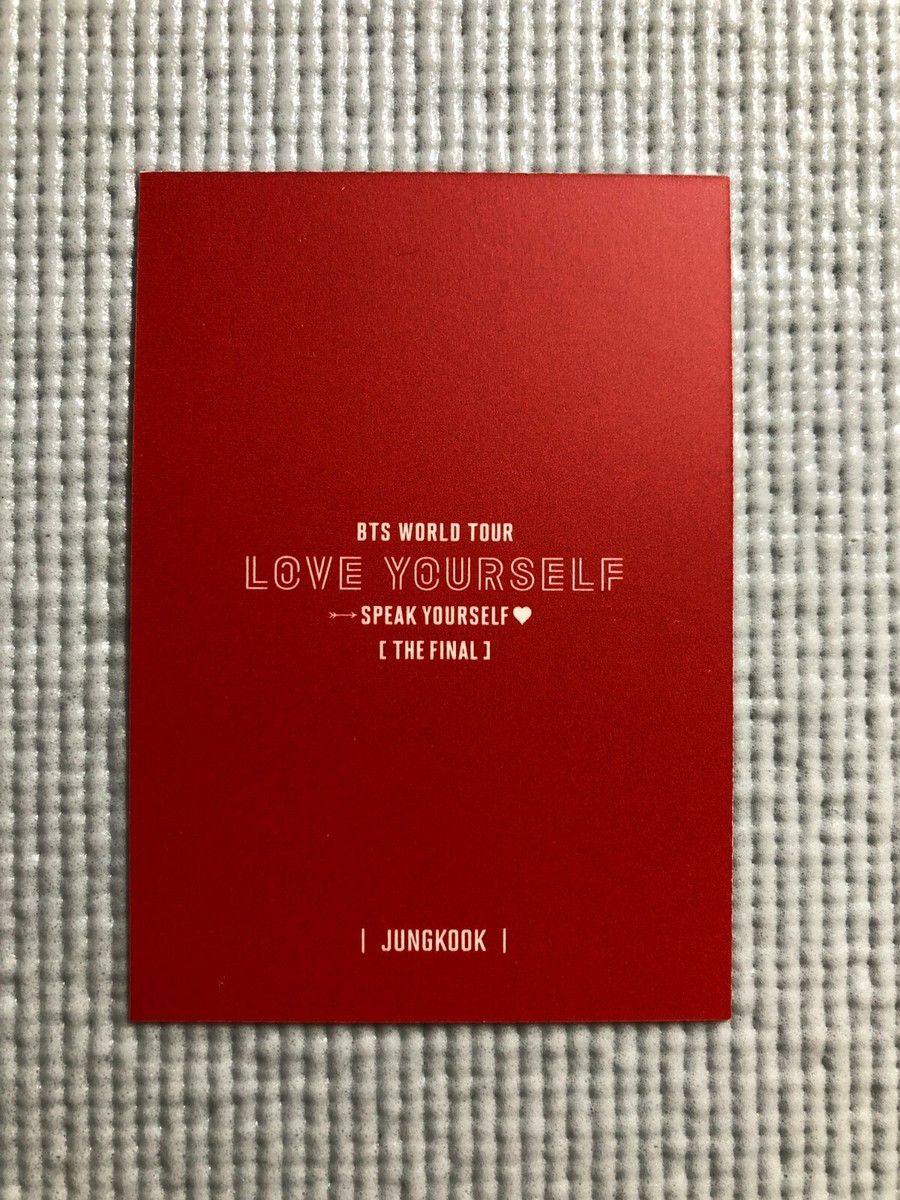 BTS WORLD TOUR
LOVE YOURSELF
SPEAK YOURSELF♥
[ THE FINAL ]
| JUNGKOOK |